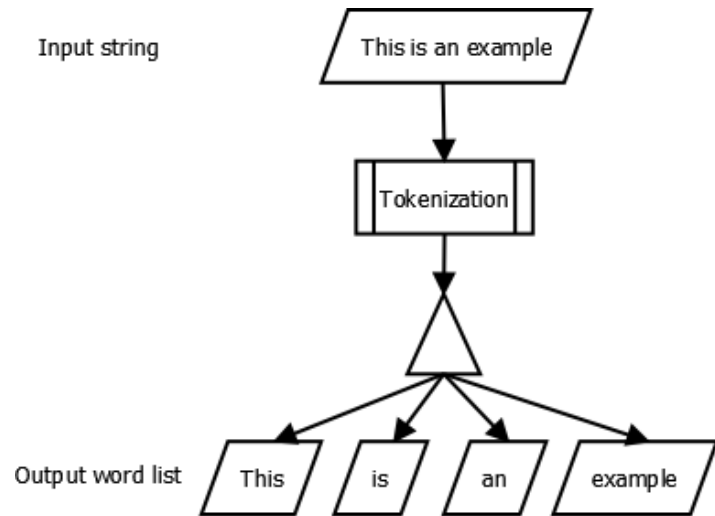 Input string
This is an example
Tokenization
Output word list
This
is
an
example